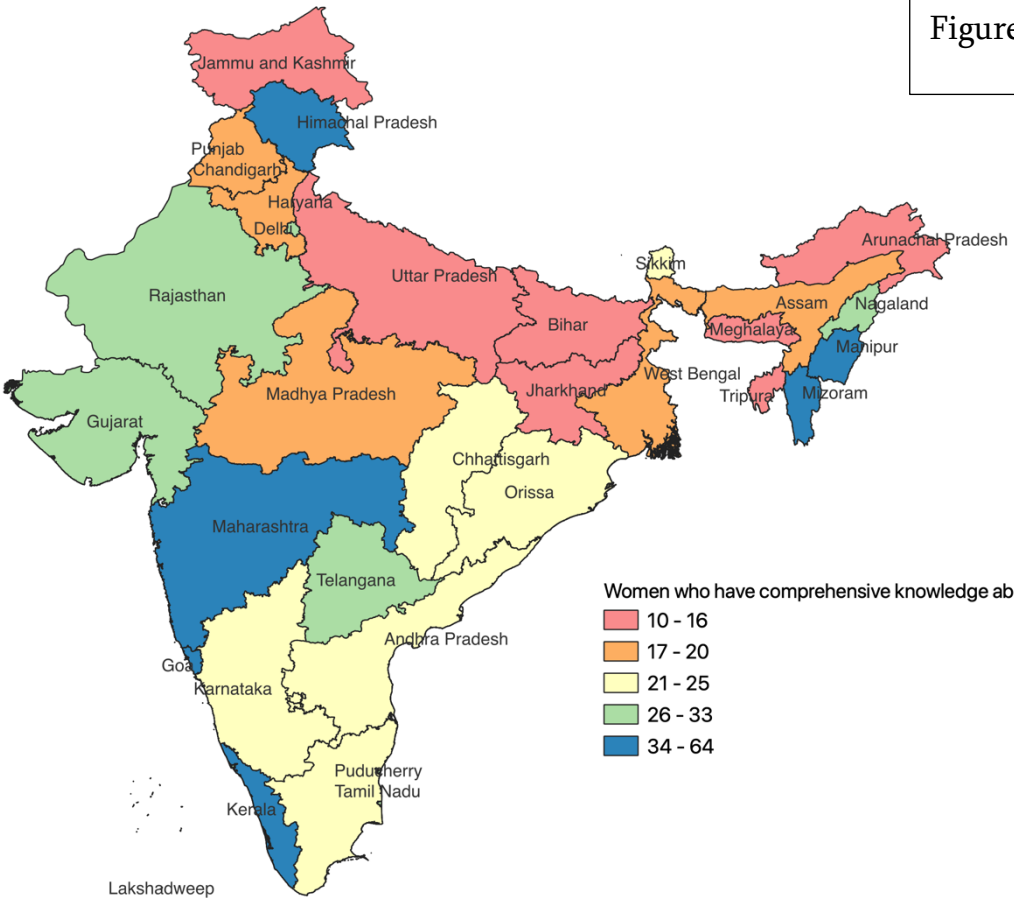 Figure
Jammu and Kashmir
Himachal Pradesh
Punjab
Chandigarh
Haryana
Delhi
Arunachal Pradesh
Sikkim
Uttar Pradesh
Rajasthan
Assam
Nagaland
Bihar
Meghalaya
Manipur
West Bengal
Jharkhand
Madhya Pradesh
Tripura
Mizoram
Gujarat
Chhattisgarh
Orissa
Maharashtra
Telangana
Women who have comprehensive knowledge ab
10 - 16
17 - 20
21 - 25
26 - 33
34 - 64
Andhra Pradesh
Goa
Karnataka
Puducherry
Tamil Nadu
Kerala
Lakshadweep